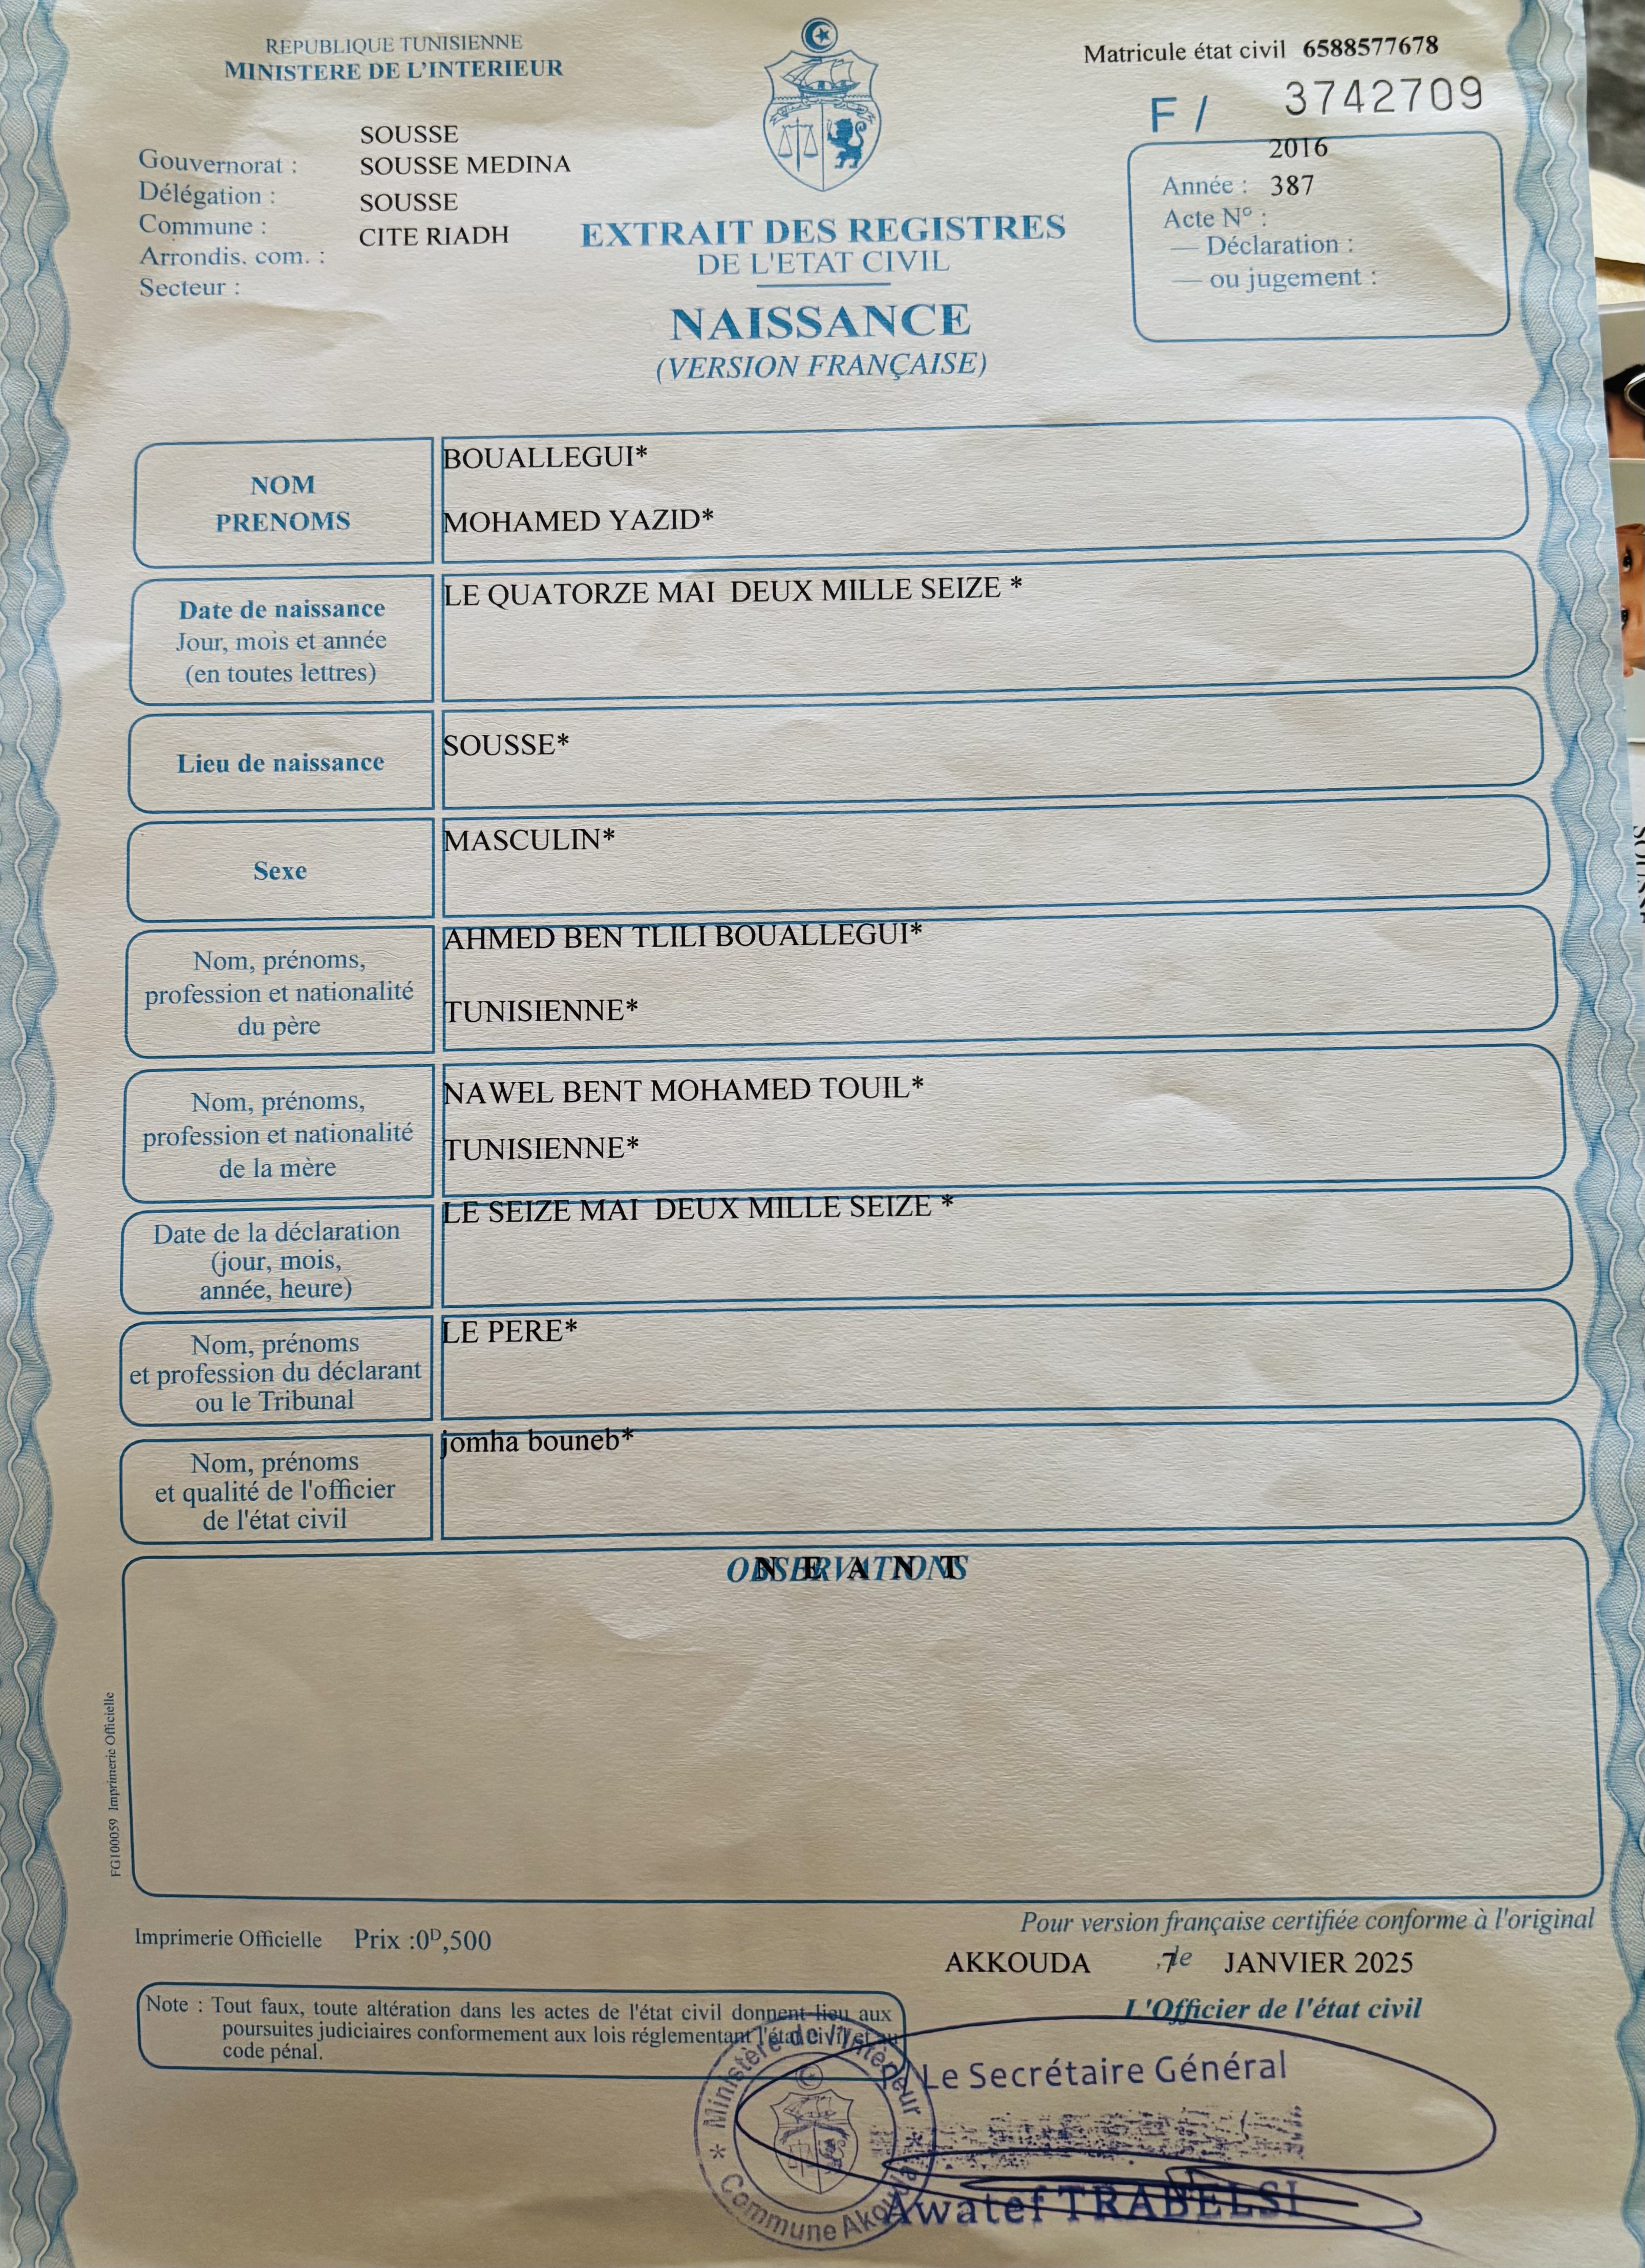 REPUBLIQUE TUNISIENNE
MINISTERE DE L'INTERIEUR
Matricule état civil 6588577678
F / 3742709
SOUSSE
Gouvernorat : SOUSSE MEDINA
Délégation :
Commune : SOUSSE
Arrondis. com. : CITE RIADH
Secteur :
2016
Année : 387
Acte N° :
— Déclaration :
— ou jugement :
EXTRAIT DES REGISTRES
DE L'ETAT CIVIL
NAISSANCE
(VERSION FRANÇAISE)
NOM
PRENOMS
BOUALLEGUI*
MOHAMED YAZID*
Date de naissance
Jour, mois et année
(en toutes lettres)
LE QUATORZE MAI DEUX MILLE SEIZE *
Lieu de naissance
SOUSSE*
Sexe
MASCULIN*
Nom, prénoms,
profession et nationalité
du père
AHMED BEN TLILI BOUALLEGUI*
TUNISIENNE*
Nom, prénoms,
profession et nationalité
de la mère
NAWEL BENT MOHAMED TOUIL*
TUNISIENNE*
Date de la déclaration
(jour, mois,
année, heure)
LE SEIZE MAI DEUX MILLE SEIZE *
Nom, prénoms
et profession du déclarant
ou le Tribunal
LE PERE*
Nom, prénoms
et qualité de l'officier
de l'état civil
jomha bouneb*
OBSERVATIONS
N E A N T
FG100059 Imprimerie Officielle
Imprimerie Officielle Prix :0ᴰ,500
Pour version française certifiée conforme à l'original
AKKOUDA 7 le JANVIER 2025
L'Officier de l'état civil
Note : Tout faux, toute altération dans les actes de l'état civil donnent lieu aux
poursuites judiciaires conformement aux lois réglementant l'état civil et au
code pénal.
P/ Le Secrétaire Général
Awatef TRABELSI
* Ministère de l'intérieur *
Commune Akouda